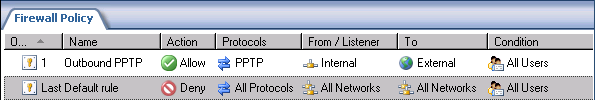 Firewall Policy
O... Name Action Protocols From / Listener To Condition
1 Outbound PPTP Allow PPTP Internal External All Users
Last Default rule Deny All Protocols All Networks All Networks All Users